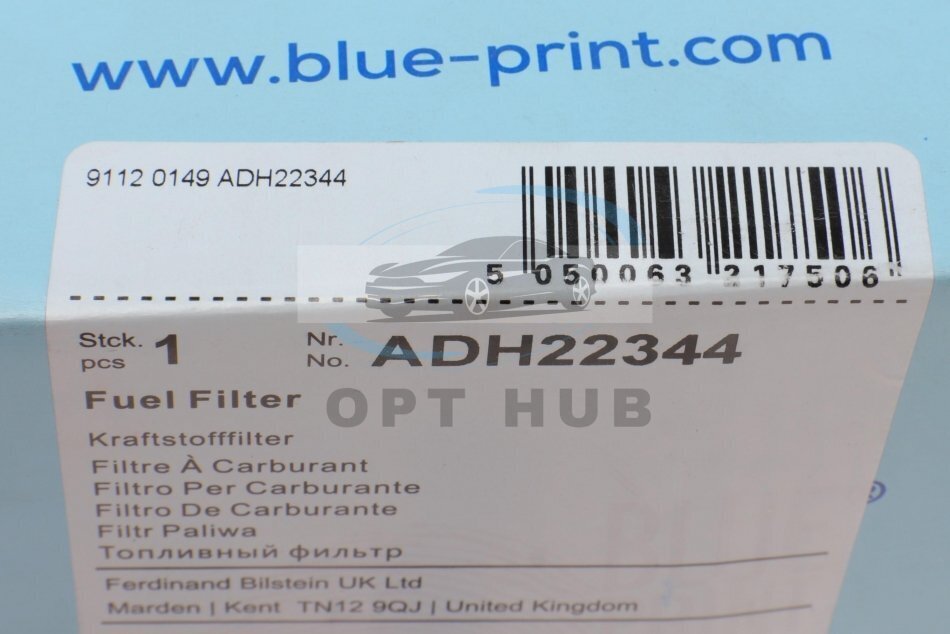 www.blue-print.com
9112 0149 ADH22344
5 050063 217506
Stck. 1 Nr. ADH22344
pcs No.
Fuel Filter
OPT HUB
Kraftstofffilter
Filtre À Carburant
Filtro Per Carburante
Filtro De Carburante
Filtr Paliwa
Топливный фильтр
Ferdinand Bilstein UK Ltd
Marden | Kent TN12 9QJ | United Kingdom